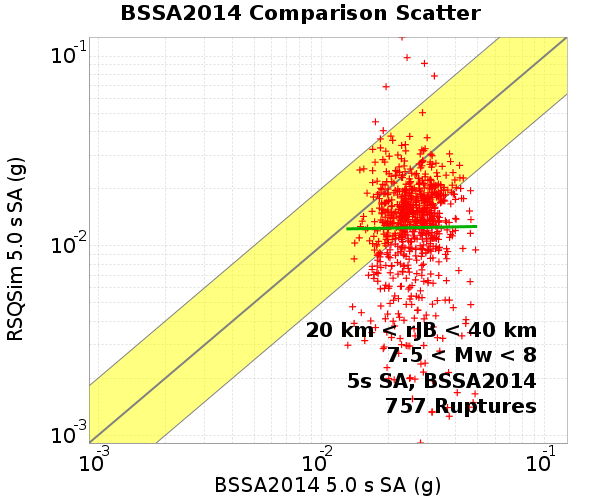 BSSA2014 Comparison Scatter
RSQSim 5.0 s SA (g)
10-1
10-2
10-3
20 km < rJB < 40 km
7.5 < Mw < 8
5s SA, BSSA2014
757 Ruptures
10-3
10-2
10-1
BSSA2014 5.0 s SA (g)